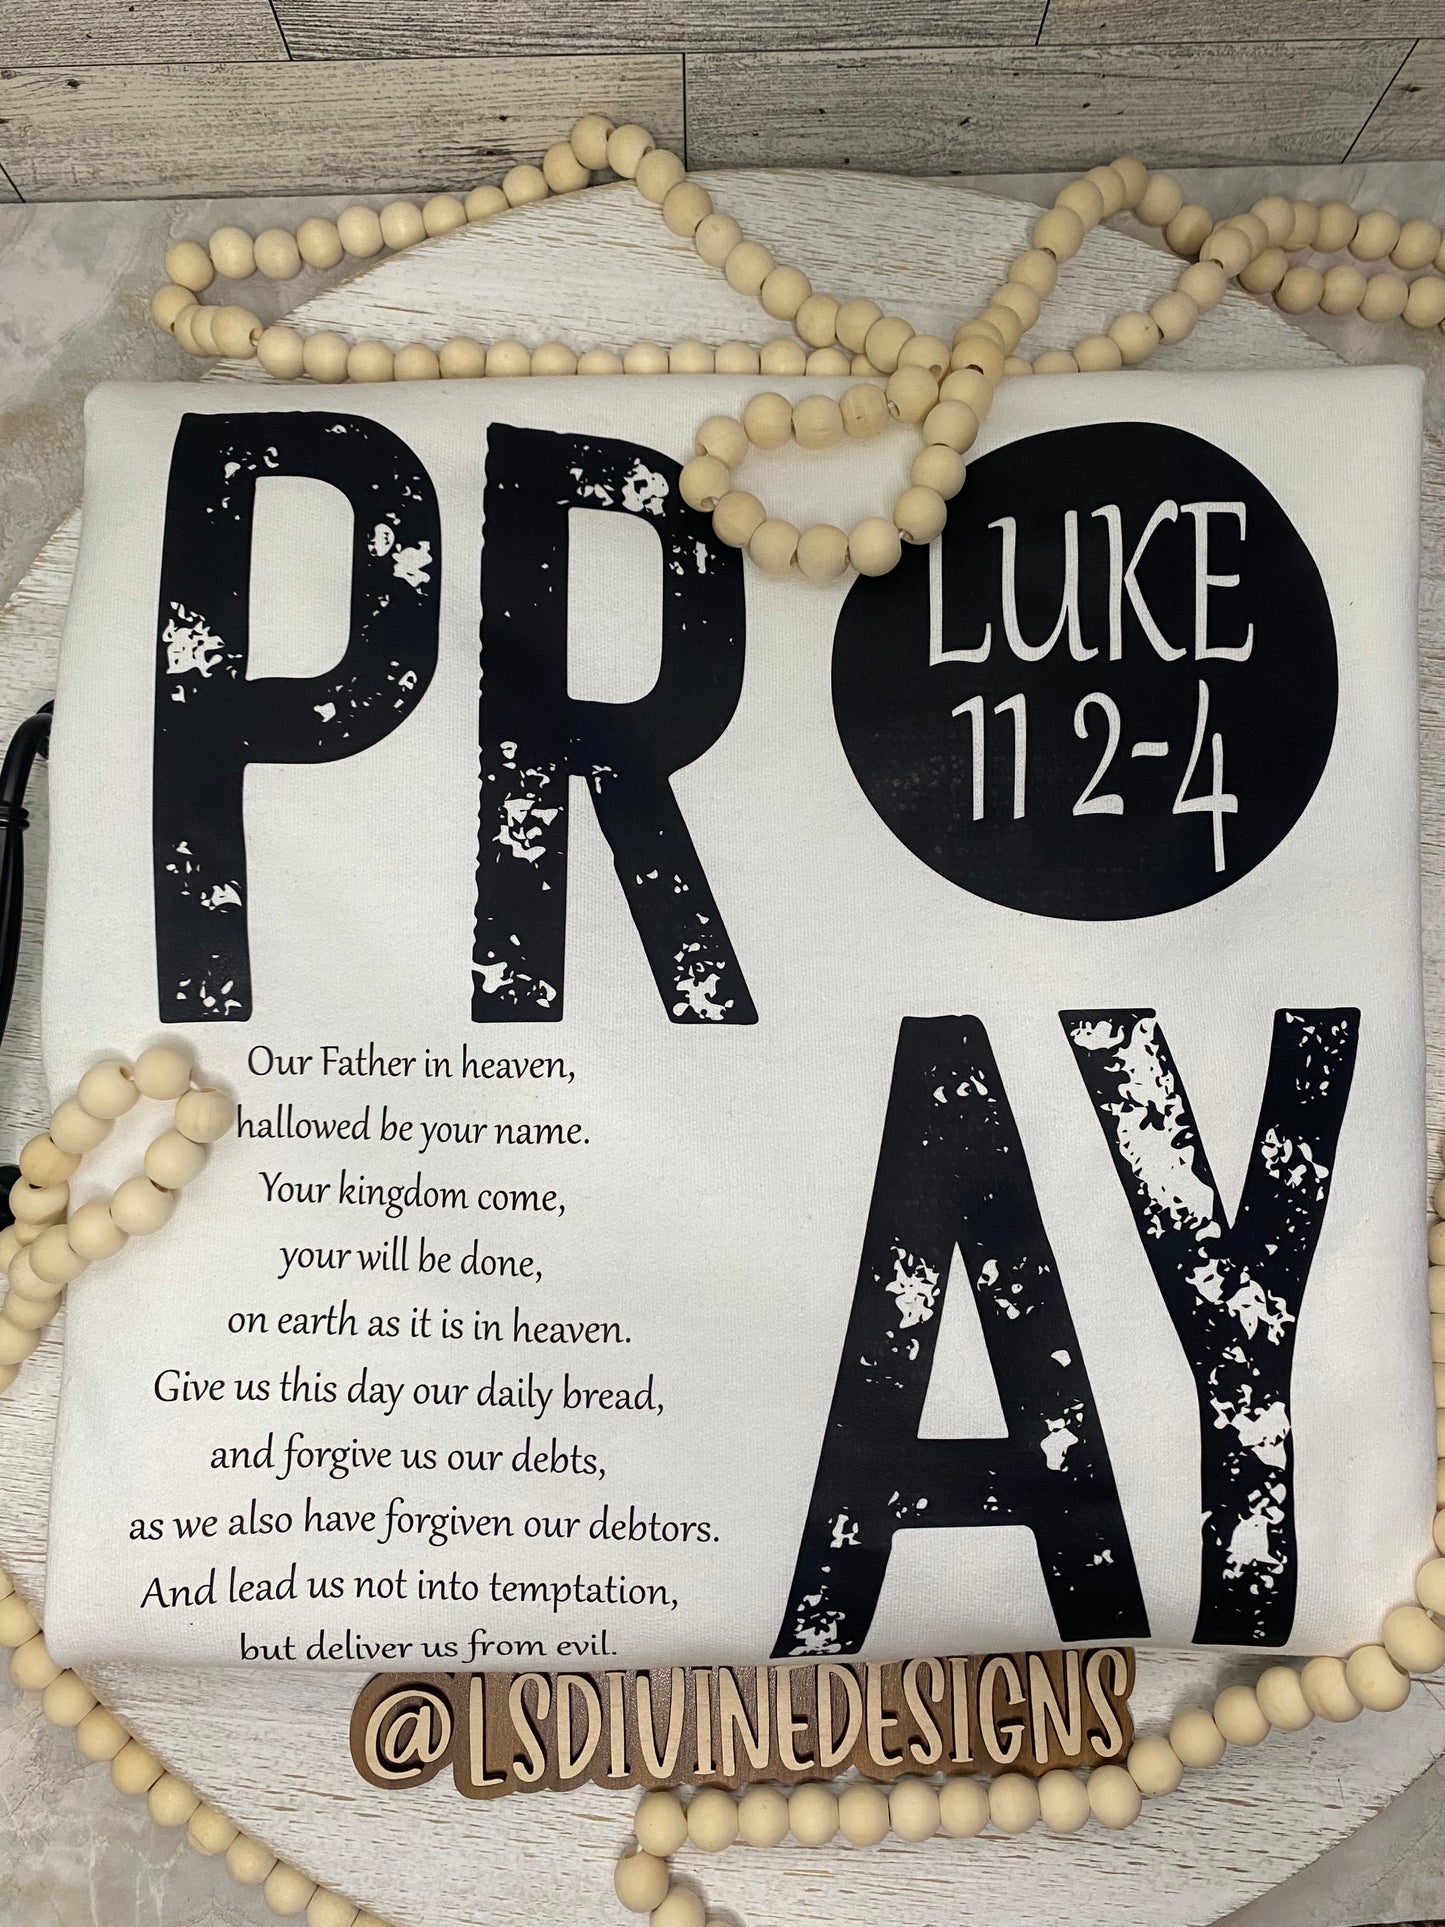 PR
LUKE
11 2-4
AY
Our Father in heaven,
hallowed be your name.
Your kingdom come,
your will be done,
on earth as it is in heaven.
Give us this day our daily bread,
and forgive us our debts,
as we also have forgiven our debtors.
And lead us not into temptation,
but deliver us from evil.
@LSDIVINEDESIGNS